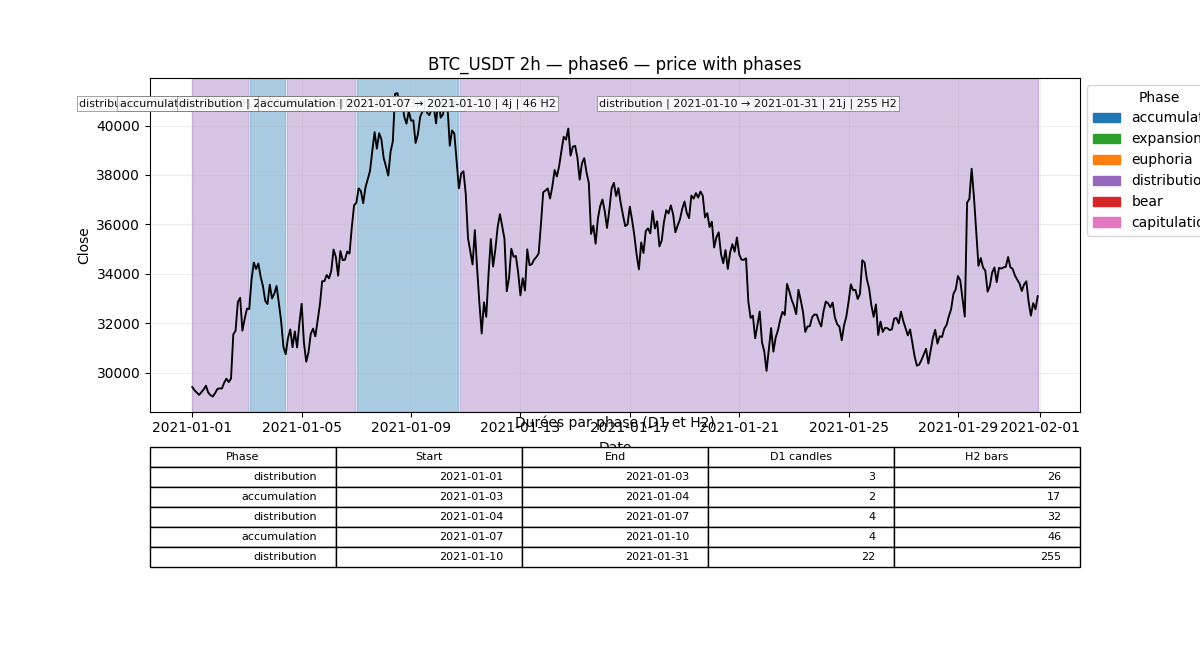 BTC_USDT 2h — phase6 — price with phases
distribu
accumulat
distribution | 2
accumulation | 2021-01-07 → 2021-01-10 | 4j | 46 H2
distribution | 2021-01-10 → 2021-01-31 | 21j | 255 H2
Phase
accumulat
expansion
euphoria
distributio
bear
capitulatio
Close
40000
38000
36000
34000
32000
30000
2021-01-01 2021-01-05 2021-01-09 2021-01-13 2021-01-17 2021-01-21 2021-01-25 2021-01-29 2021-02-01
Durées par phase (D1 et H2)
Date
Phase Start End D1 candles H2 bars
distribution 2021-01-01 2021-01-03 3 26
accumulation 2021-01-03 2021-01-04 2 17
distribution 2021-01-04 2021-01-07 4 32
accumulation 2021-01-07 2021-01-10 4 46
distribution 2021-01-10 2021-01-31 22 255